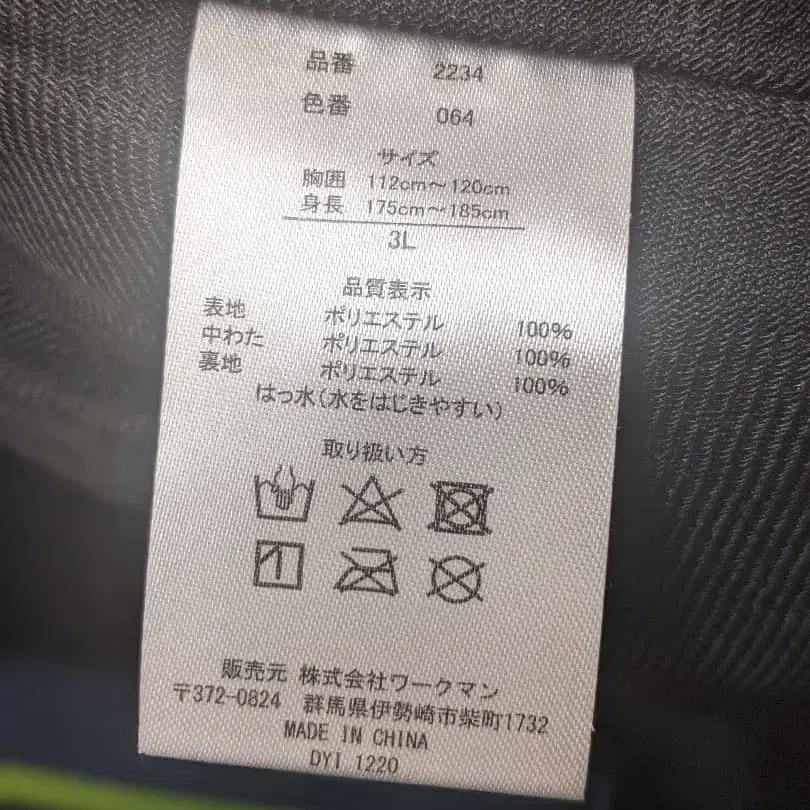 品番 2234
色番 064
サイズ
胸囲 112cm～120cm
身長 175cm～185cm
3L
品質表示
表地 ポリエステル 100%
中わた ポリエステル 100%
裏地 ポリエステル 100%
はっ水(水をはじきやすい)
取り扱い方
販売元 株式会社ワークマン
〒372-0824 群馬県伊勢崎市柴町1732
MADE IN CHINA
DYI 1220